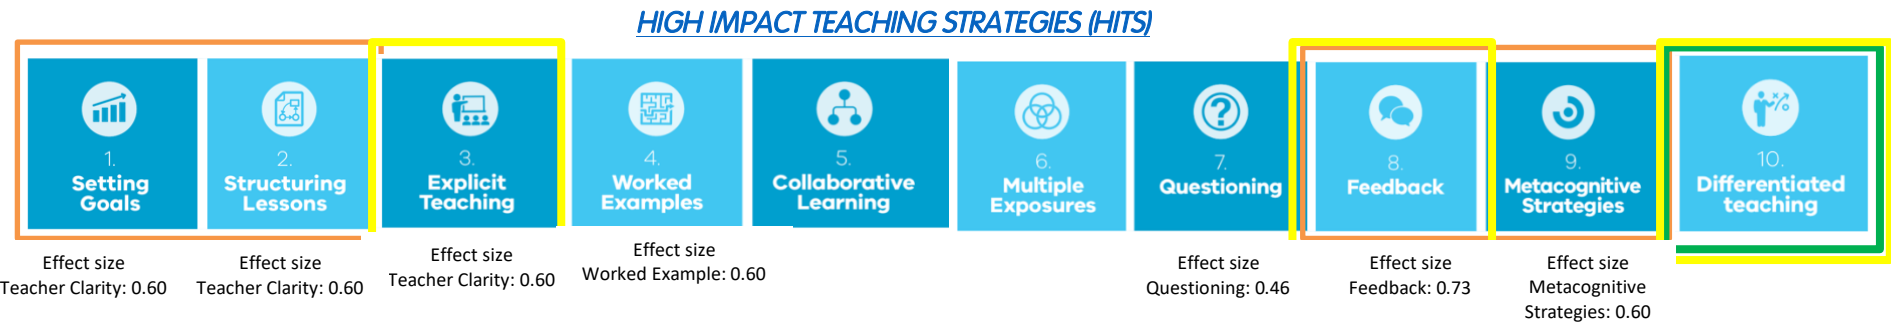 HIGH IMPACT TEACHING STRATEGIES (HITS)
1.
Setting
Goals
2.
Structuring
Lessons
3.
Explicit
Teaching
4.
Worked
Examples
5.
Collaborative
Learning
6.
Multiple
Exposures
7.
Questioning
8.
Feedback
9.
Metacognitive
Strategies
10.
Differentiated
teaching
Effect size
Teacher Clarity: 0.60
Effect size
Teacher Clarity: 0.60
Effect size
Teacher Clarity: 0.60
Effect size
Worked Example: 0.60
Effect size
Questioning: 0.46
Effect size
Feedback: 0.73
Effect size
Metacognitive
Strategies: 0.60